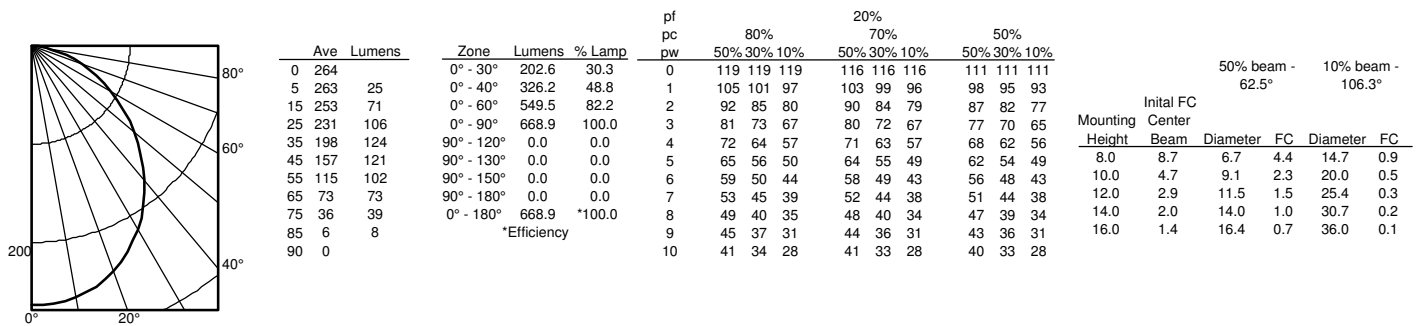 80°
60°
200
40°
0° 20°
Ave Lumens
0 264
5 263 25
15 253 71
25 231 106
35 198 124
45 157 121
55 115 102
65 73 73
75 36 39
85 6 8
90 0
Zone Lumens % Lamp
0° - 30° 202.6 30.3
0° - 40° 326.2 48.8
0° - 60° 549.5 82.2
0° - 90° 668.9 100.0
90° - 120° 0.0 0.0
90° - 130° 0.0 0.0
90° - 150° 0.0 0.0
90° - 180° 0.0 0.0
0° - 180° 668.9 *100.0
*Efficiency
pf 20%
pc 80% 70% 50%
pw 50% 30% 10% 50% 30% 10% 50% 30% 10%
0 119 119 119 116 116 116 111 111 111
1 105 101 97 103 99 96 98 95 93
2 92 85 80 90 84 79 87 82 77
3 81 73 67 80 72 67 77 70 65
4 72 64 57 71 63 57 68 62 56
5 65 56 50 64 55 49 62 54 49
6 59 50 44 58 49 43 56 48 43
7 53 45 39 52 44 38 51 44 38
8 49 40 35 48 40 34 47 39 34
9 45 37 31 44 36 31 43 36 31
10 41 34 28 41 33 28 40 33 28
50% beam - 10% beam -
62.5° 106.3°
Inital FC
Mounting Center
Height Beam Diameter FC Diameter FC
8.0 8.7 6.7 4.4 14.7 0.9
10.0 4.7 9.1 2.3 20.0 0.5
12.0 2.9 11.5 1.5 25.4 0.3
14.0 2.0 14.0 1.0 30.7 0.2
16.0 1.4 16.4 0.7 36.0 0.1